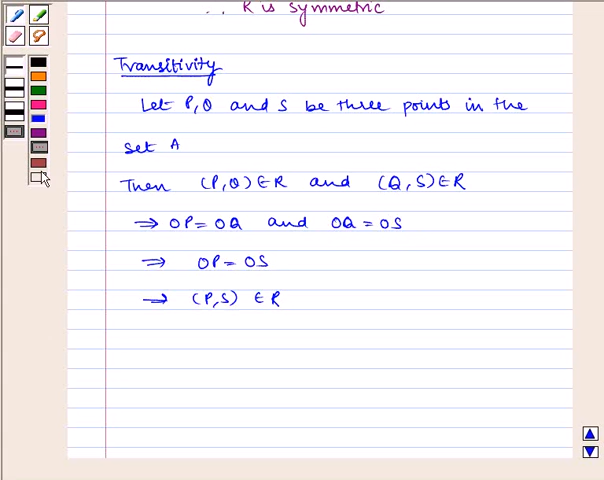 ∴ R is symmetric
Transitivity
Let P, Q and S be three points in the
set A
Then (P, Q) ∈ R and (Q, S) ∈ R
⇒ OP = OQ and OQ = OS
⇒ OP = OS
⇒ (P, S) ∈ R